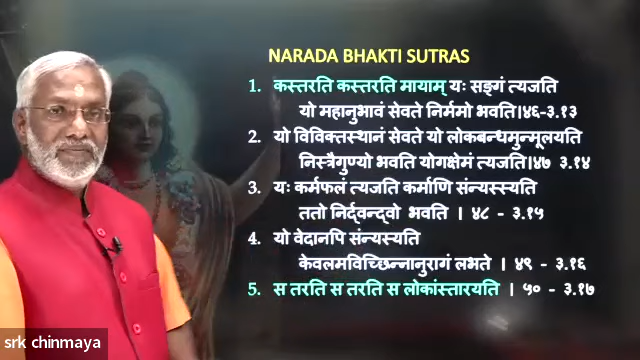 NARADA BHAKTI SUTRAS
1. कस्तरति कस्तरति मायाम् यः सङ्गं त्यजति
यो महानुभावं सेवते निर्ममो भवति।४६-३.१३
2. यो विविक्तस्थानं सेवते यो लोकबन्धमुन्मूलयति
निस्त्रैगुण्यो भवति योगक्षेमं त्यजति।४७ ३.१४
3. यः कर्मफलं त्यजति कर्माणि संन्यस्स्यति
ततो निर्द्वन्द्वो भवति । ४८ - ३.१५
4. यो वेदानपि संन्यस्यति
केवलमविच्छिन्नानुरागं लभते । ४९ - ३.१६
5. स तरति स तरति स लोकांस्तारयति । ५० - ३.१७
srk chinmaya